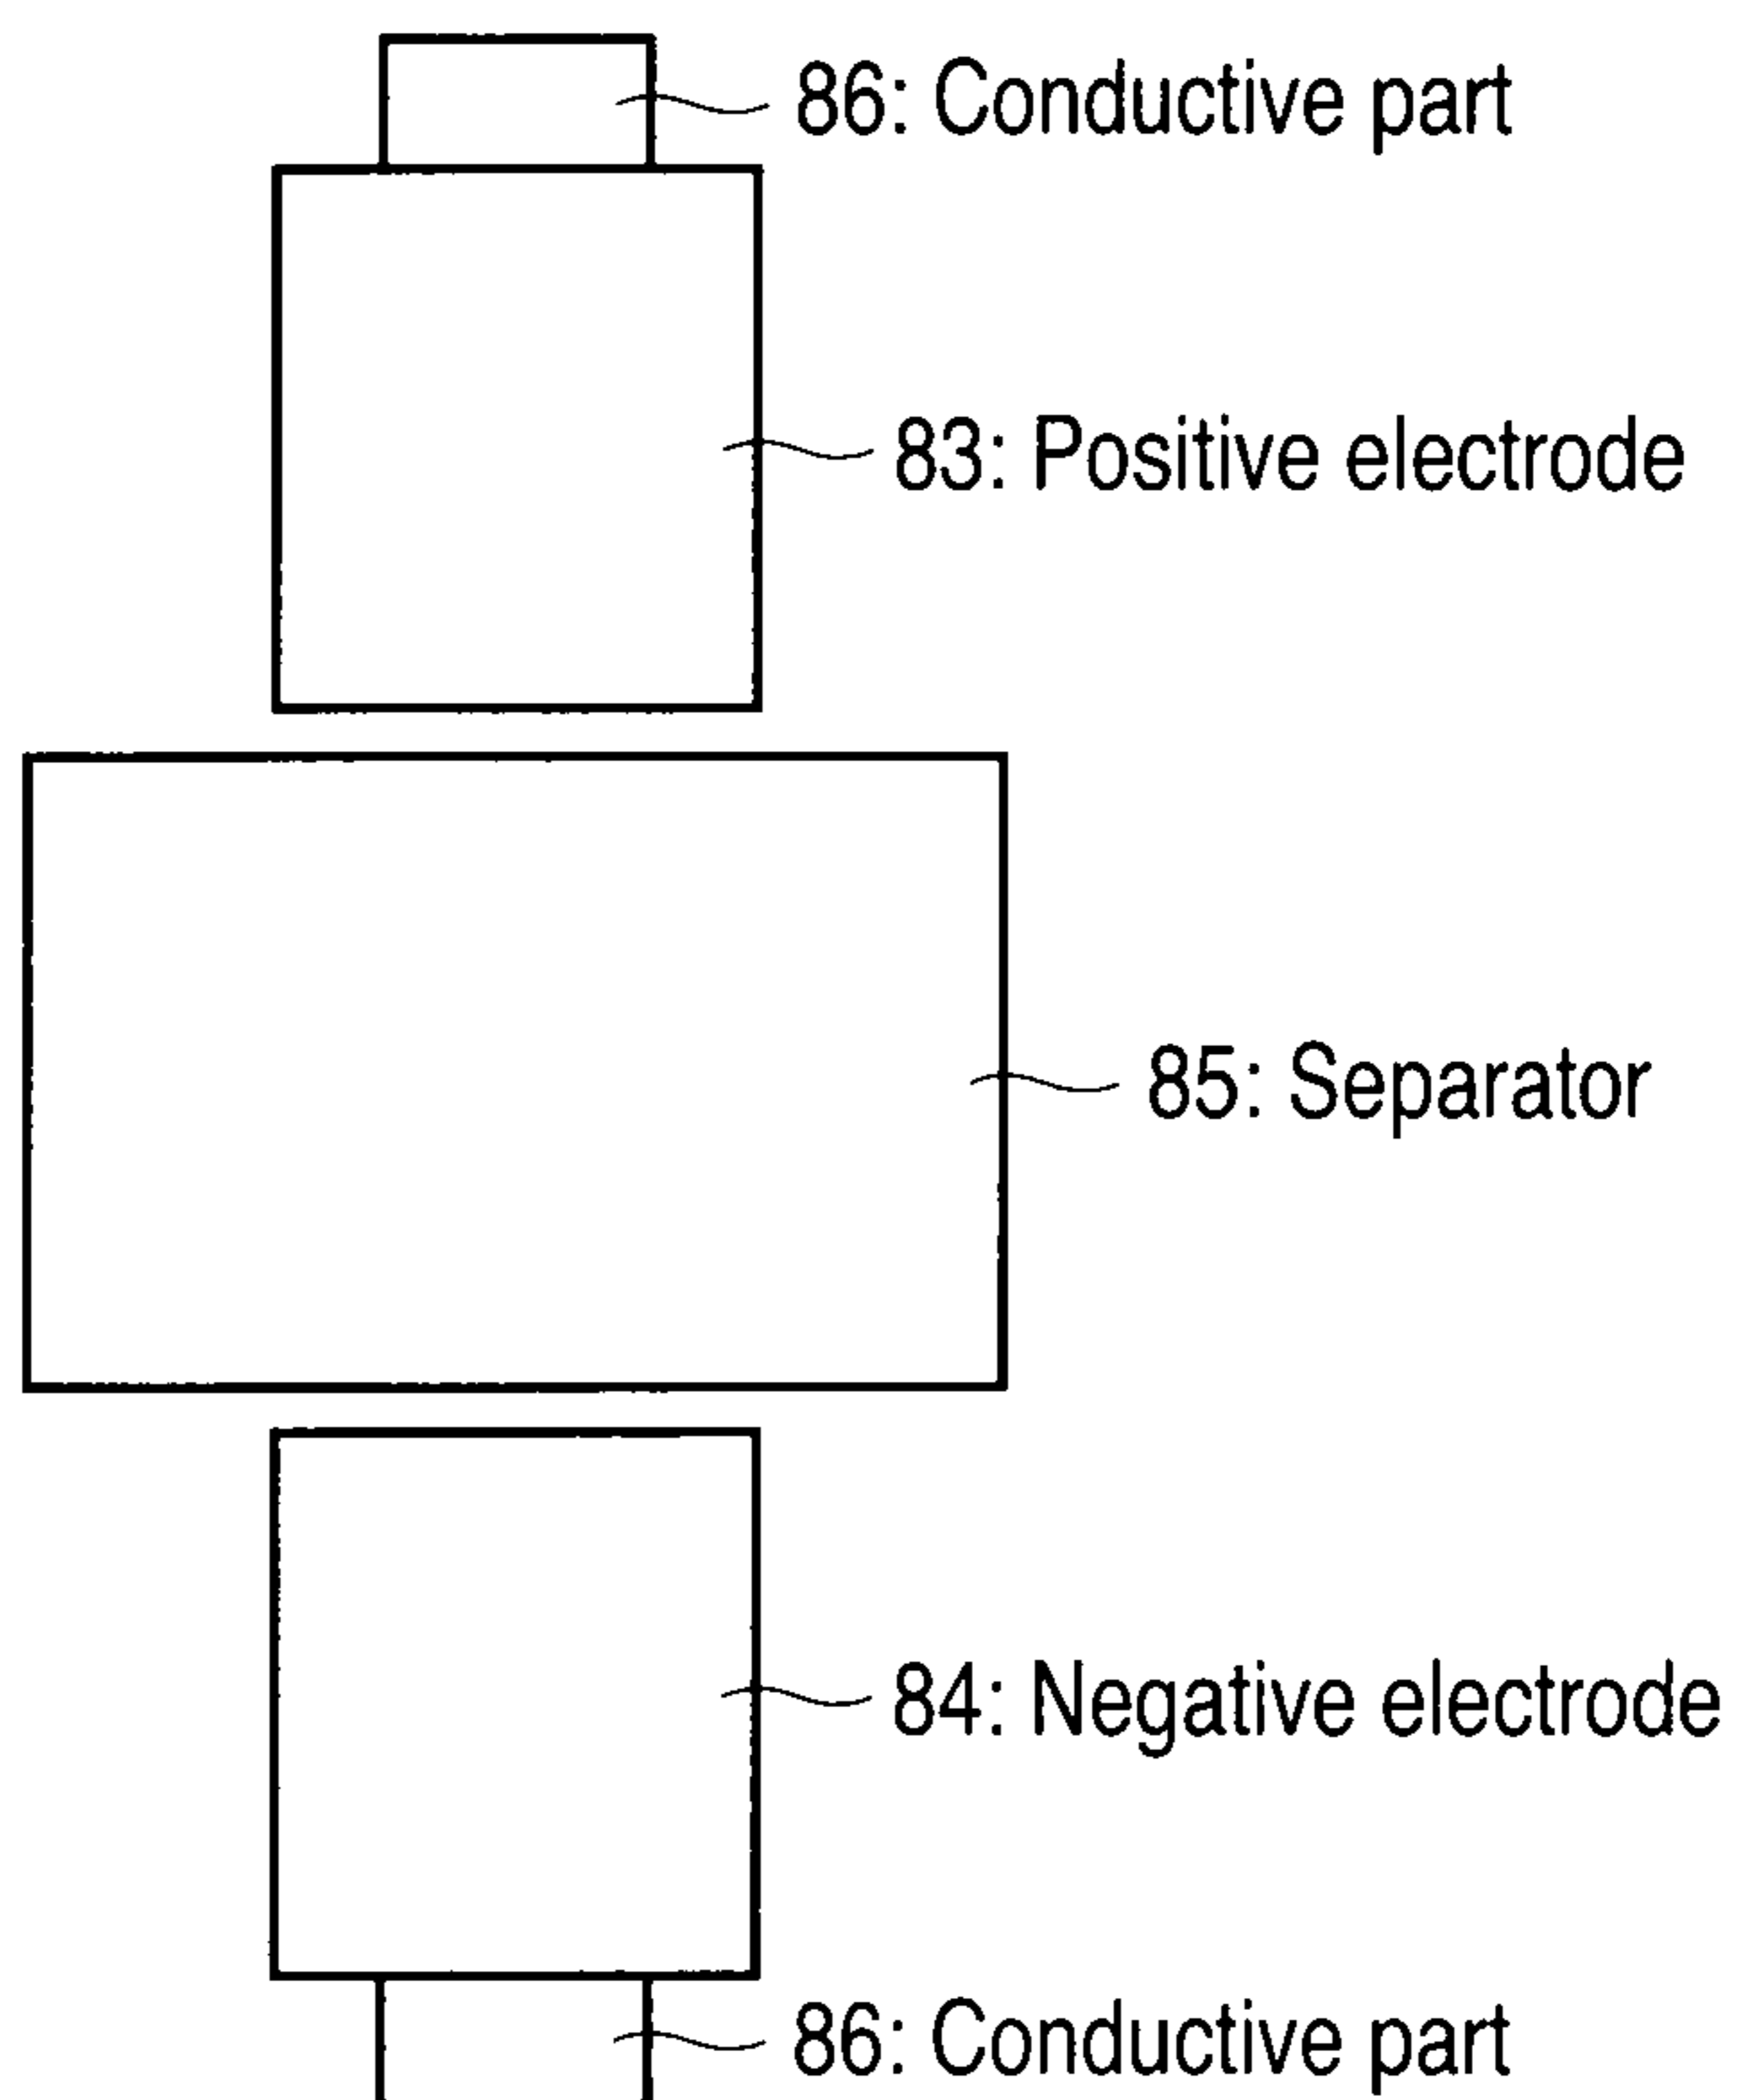 86: Conductive part
83: Positive electrode
85: Separator
84: Negative electrode
86: Conductive part